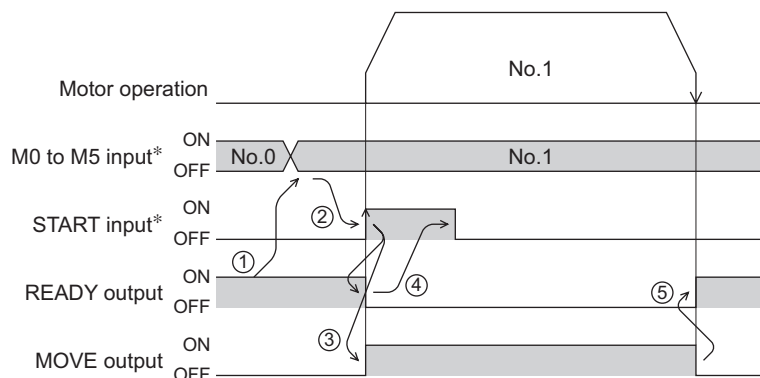 No.1
Motor operation
M0 to M5 input* ON OFF No.0 No.1
START input* ON OFF ②
① ④
READY output ON OFF ⑤
③
MOVE output ON OFF